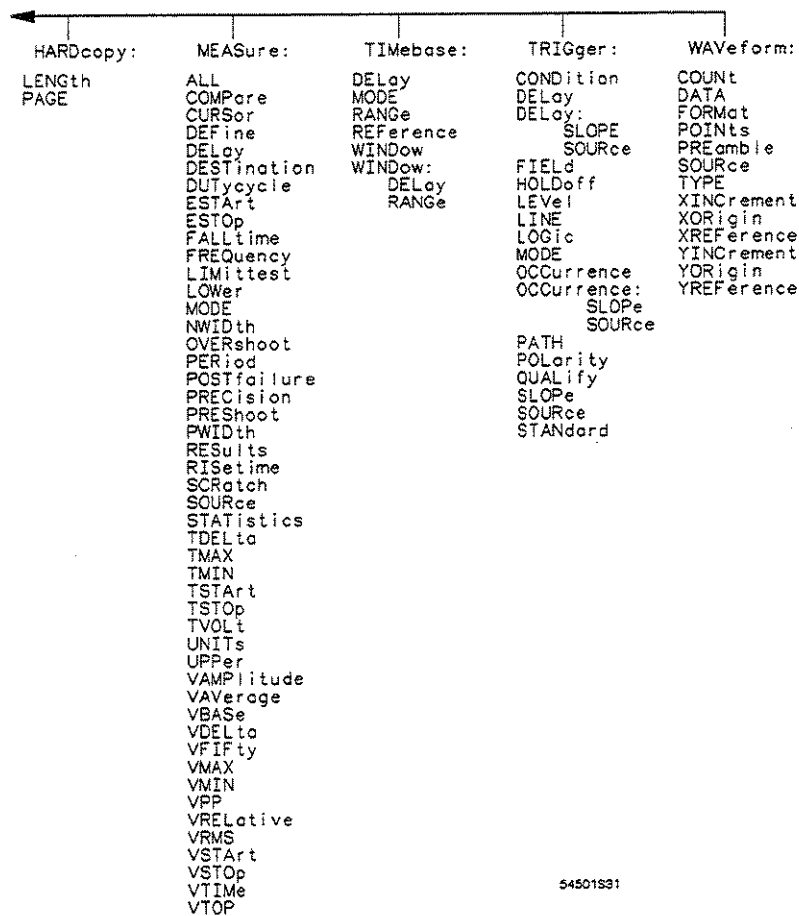 HARDcopy:
LENGth
PAGE
MEASure:
ALL
COMPare
CURSor
DEFine
DELay
DESTination
DUTycycle
ESTArt
ESTOp
FALLtime
FREQuency
LIMittest
LOWer
MODE
NWIDth
OVERshoot
PERiod
POSTfailure
PRECision
PREShoot
PWIDth
RESults
RISetime
SCRatch
SOURce
STATistics
TDELta
TMAX
TMIN
TSTArt
TSTOp
TVOLt
UNITs
UPPer
VAMPlitude
VAVerage
VBASe
VDELta
VFIFty
VMAX
VMIN
VPP
VRELative
VRMS
VSTArt
VSTOp
VTIMe
VTOP
TIMebase:
DELay
MODE
RANGe
REFerence
WINDow
WINDow:
DELay
RANGe
TRIGger:
CONDition
DELay
DELay:
SLOPE
SOURce
FIELd
HOLDoff
LEVel
LINE
LOGic
MODE
OCCurrence
OCCurrence:
SLOPe
SOURce
PATH
POLarity
QUALify
SLOPe
SOURce
STANdard
WAVeform:
COUNt
DATA
FORMat
POINts
PREamble
SOURce
TYPE
XINCrement
XORigin
XREFerence
YINCrement
YORigin
YREFerence
54501S31